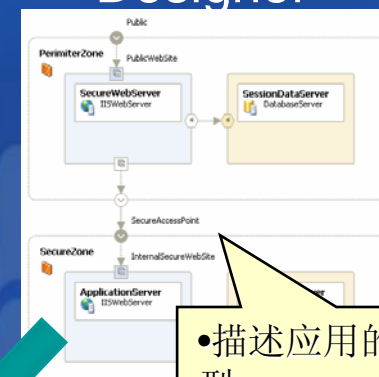 Designer
Public
PerimiterZone
PublicWebSite
SecureWebServer
IISWebServer
SessionDataServer
DatabaseServer
SecureAccessPoint
SecureZone
InternalSecureWebSite
ApplicationServer
IISWebServer
•描述应用的